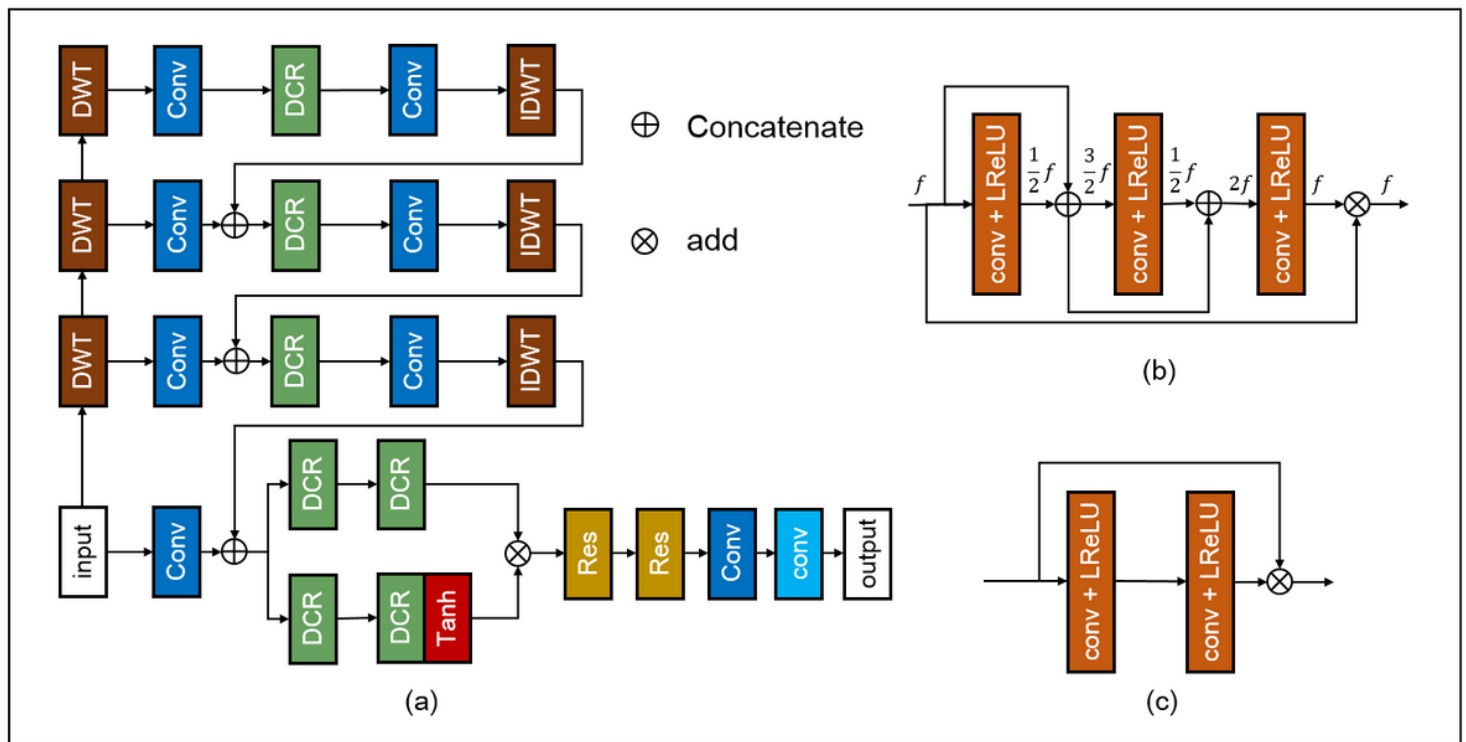 DWT
Conv
DCR
Conv
IDWT
DWT
Conv
⊕
DCR
Conv
IDWT
DWT
Conv
⊕
DCR
Conv
IDWT
input
Conv
⊕
DCR
DCR
DCR
DCR
Tanh
⊗
Res
Res
Conv
conv
output
(a)
⊕ Concatenate
⊗ add
f
conv + LReLU
1/2 f
⊕
3/2 f
conv + LReLU
1/2 f
⊕
2f
conv + LReLU
f
⊗
f
(b)
conv + LReLU
conv + LReLU
⊗
(c)